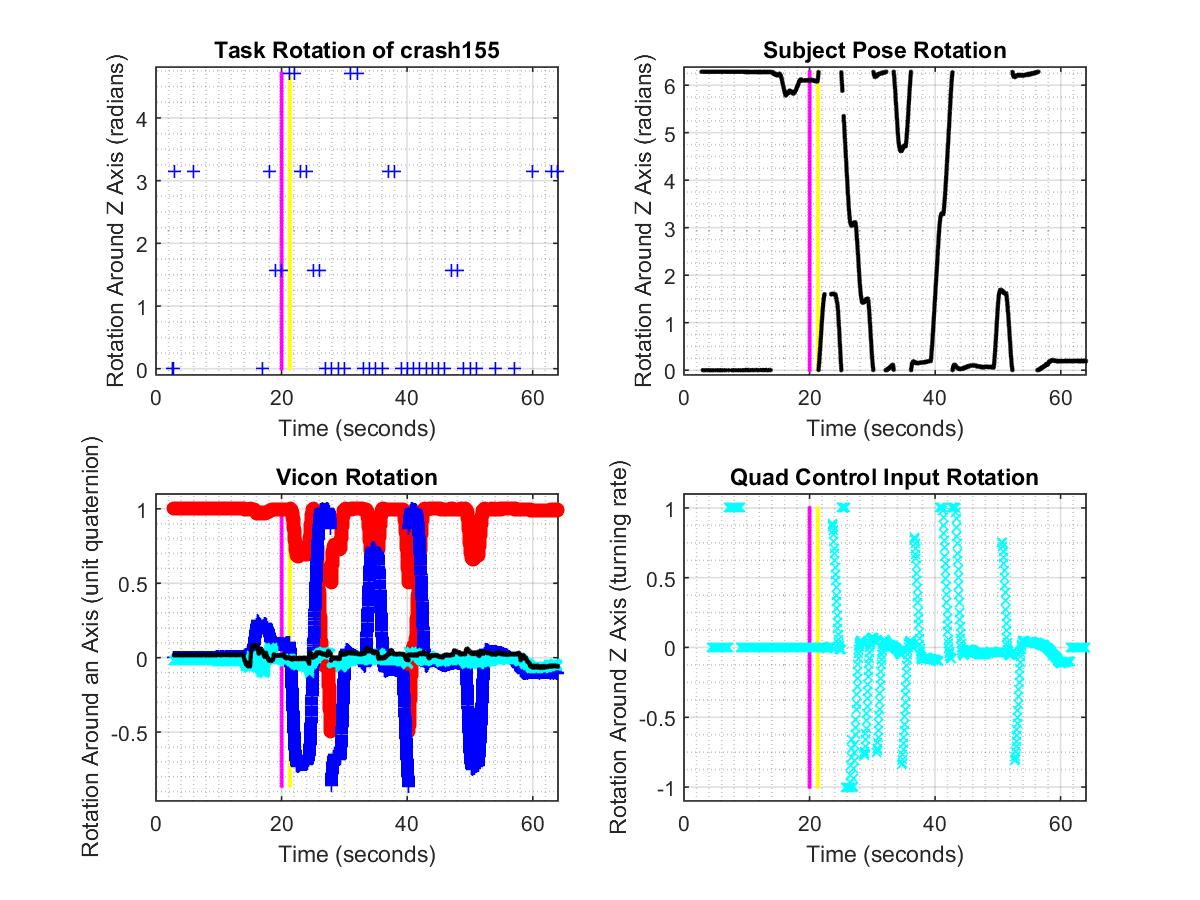 Task Rotation of crash155
Rotation Around Z Axis (radians)
4
3
2
1
0
0 20 40 60
Time (seconds)
Subject Pose Rotation
Rotation Around Z Axis (radians)
6
5
4
3
2
1
0
0 20 40 60
Time (seconds)
Vicon Rotation
Rotation Around an Axis (unit quaternion)
1
0.5
0
-0.5
0 20 40 60
Time (seconds)
Quad Control Input Rotation
Rotation Around Z Axis (turning rate)
1
0.5
0
-0.5
-1
0 20 40 60
Time (seconds)